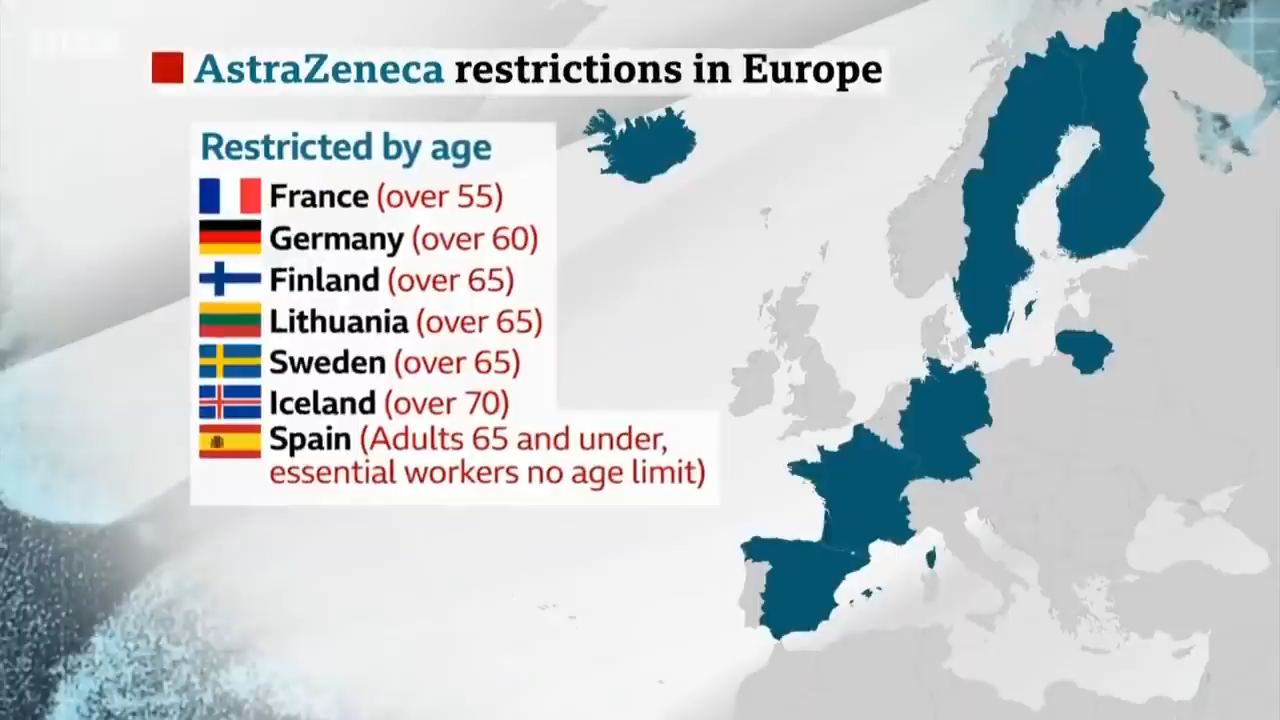 AstraZeneca restrictions in Europe
Restricted by age
France (over 55)
Germany (over 60)
Finland (over 65)
Lithuania (over 65)
Sweden (over 65)
Iceland (over 70)
Spain (Adults 65 and under,
essential workers no age limit)